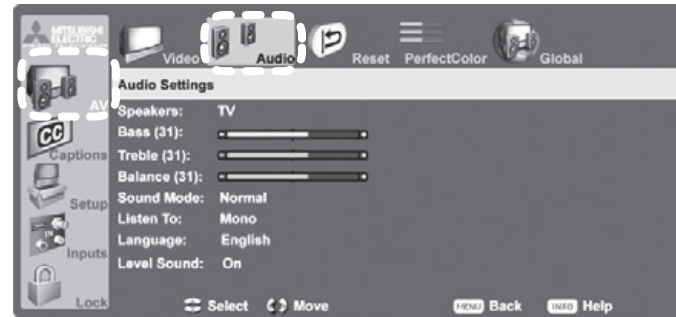 MITSUBISHI
ELECTRIC
Video
Audio
Reset
PerfectColor
Global
AV
Captions
Setup
Inputs
Lock
CC
IN
Audio Settings
Speakers: TV
Bass (31):
Treble (31):
Balance (31):
Sound Mode: Normal
Listen To: Mono
Language: English
Level Sound: On
Select Move MENU Back INFO Help